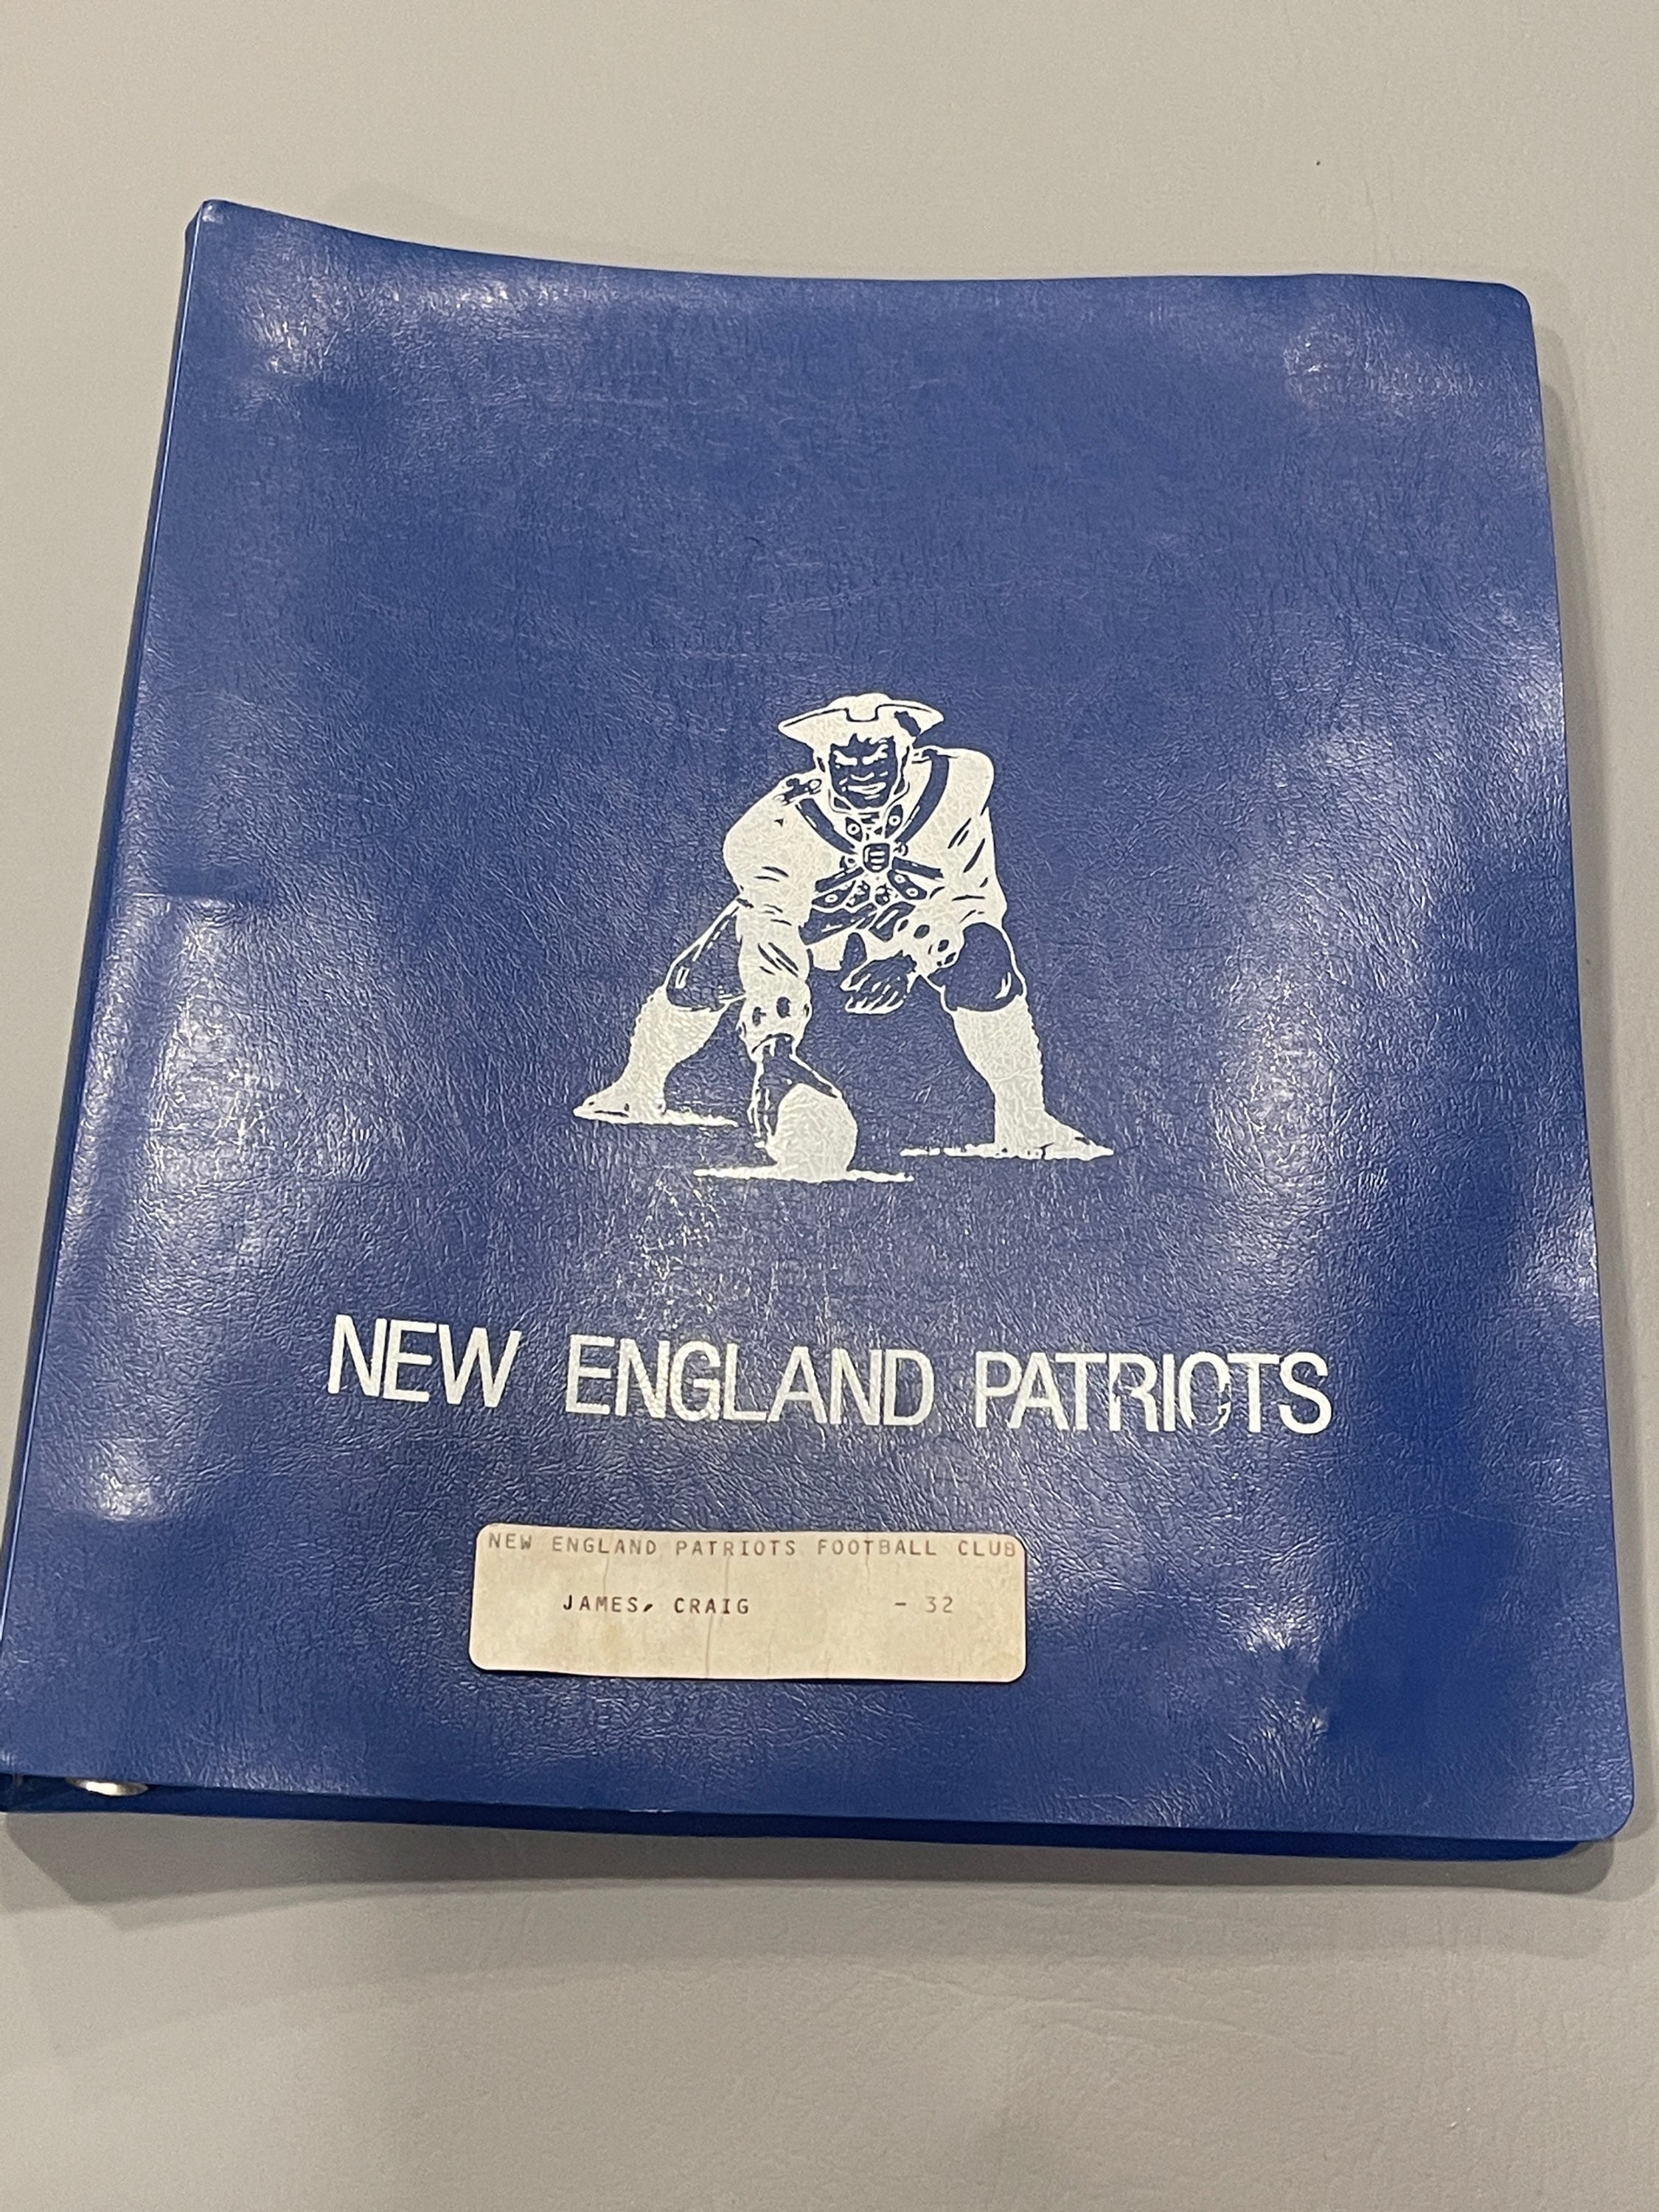 NEW ENGLAND PATRIOTS
NEW ENGLAND PATRIOTS FOOTBALL CLUB
JAMES, CRAIG - 32